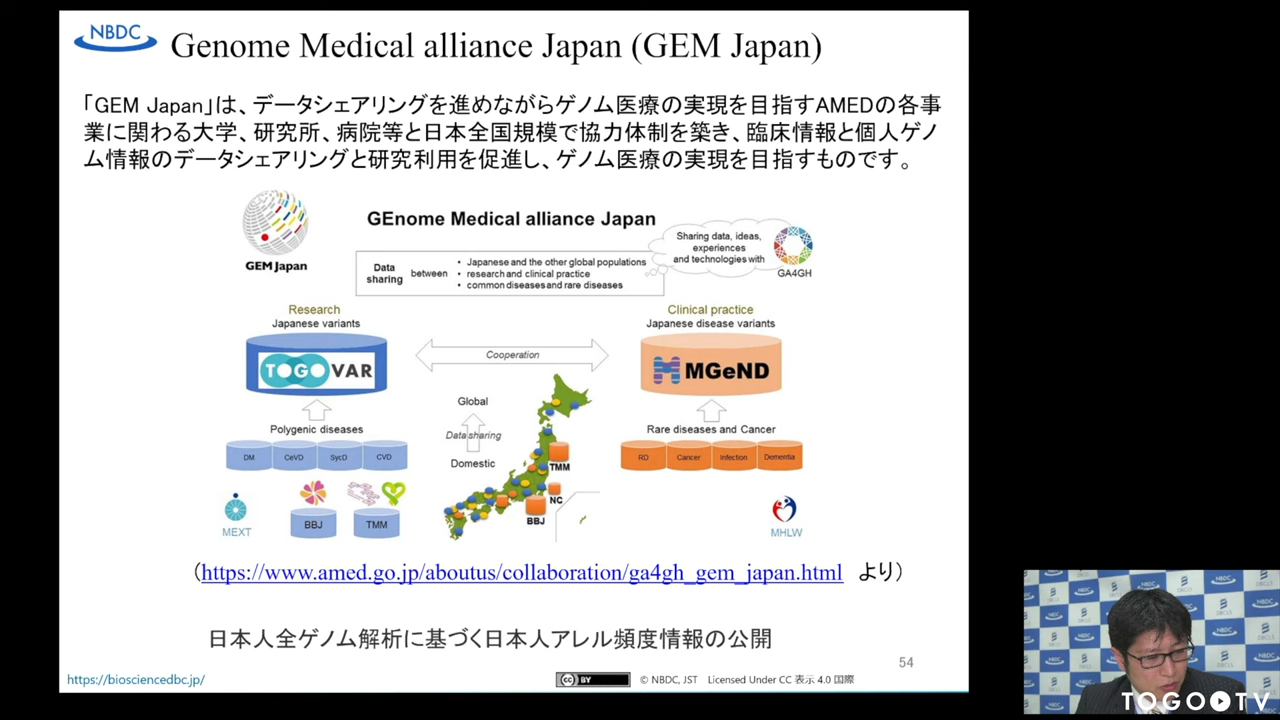 NBDC
Genome Medical alliance Japan (GEM Japan)
「GEM Japan」は、データシェアリングを進めながらゲノム医療の実現を目指すAMEDの各事
業に関わる大学、研究所、病院等と日本全国規模で協力体制を築き、臨床情報と個人ゲノ
ム情報のデータシェアリングと研究利用を促進し、ゲノム医療の実現を目指すものです。
GEM Japan
GEnome Medical alliance Japan
Data sharing
between
• Japanese and the other global populations
• research and clinical practice
• common diseases and rare diseases
Sharing data, ideas,
experiences
and technologies with
GA4GH
Research
Japanese variants
TOGOVAR
Cooperation
Clinical practice
Japanese disease variants
MGeND
Polygenic diseases
DM
CeVD
SycD
CVD
Global
Data sharing
Domestic
Rare diseases and Cancer
RD
Cancer
Infection
Dementia
MEXT
BBJ
TMM
TMM
NC
BBJ
MHLW
(https://www.amed.go.jp/aboutus/collaboration/ga4gh_gem_japan.html より)
日本人全ゲノム解析に基づく日本人アレル頻度情報の公開
54
https://biosciencedbc.jp/
cc BY
© NBDC, JST Licensed Under CC 表示 4.0 国際
NBDC
DBCLS
TOGO TV